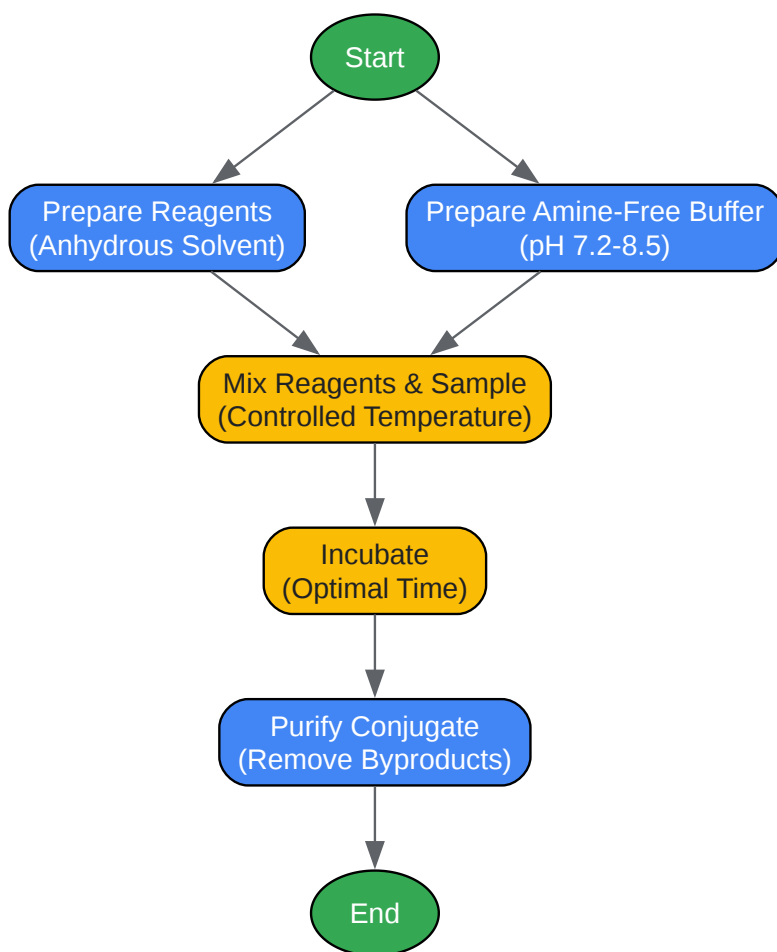 Start
Prepare Reagents
(Anhydrous Solvent)
Prepare Amine-Free Buffer
(pH 7.2-8.5)
Mix Reagents & Sample
(Controlled Temperature)
Incubate
(Optimal Time)
Purify Conjugate
(Remove Byproducts)
End